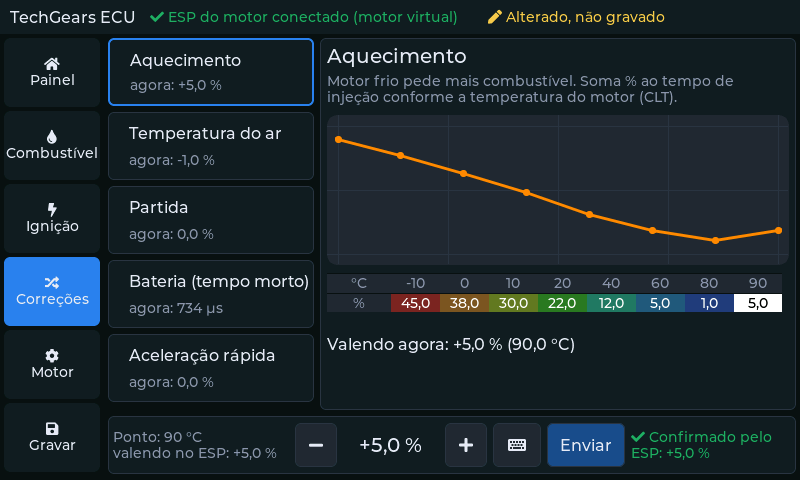 TechGears ECU
ESP do motor conectado (motor virtual)
Alterado, não gravado
Painel
Combustível
Ignição
Correções
Motor
Gravar
Aquecimento
agora: +5,0 %
Temperatura do ar
agora: -1,0 %
Partida
agora: 0,0 %
Bateria (tempo morto)
agora: 734 µs
Aceleração rápida
agora: 0,0 %
Aquecimento
Motor frio pede mais combustível. Soma % ao tempo de
injeção conforme a temperatura do motor (CLT).
°C -10 0 10 20 40 60 80 90
% 45,0 38,0 30,0 22,0 12,0 5,0 1,0 5,0
Valendo agora: +5,0 % (90,0 °C)
Ponto: 90 °C
valendo no ESP: +5,0 %
− +5,0 % +
Enviar
Confirmado pelo
ESP: +5,0 %